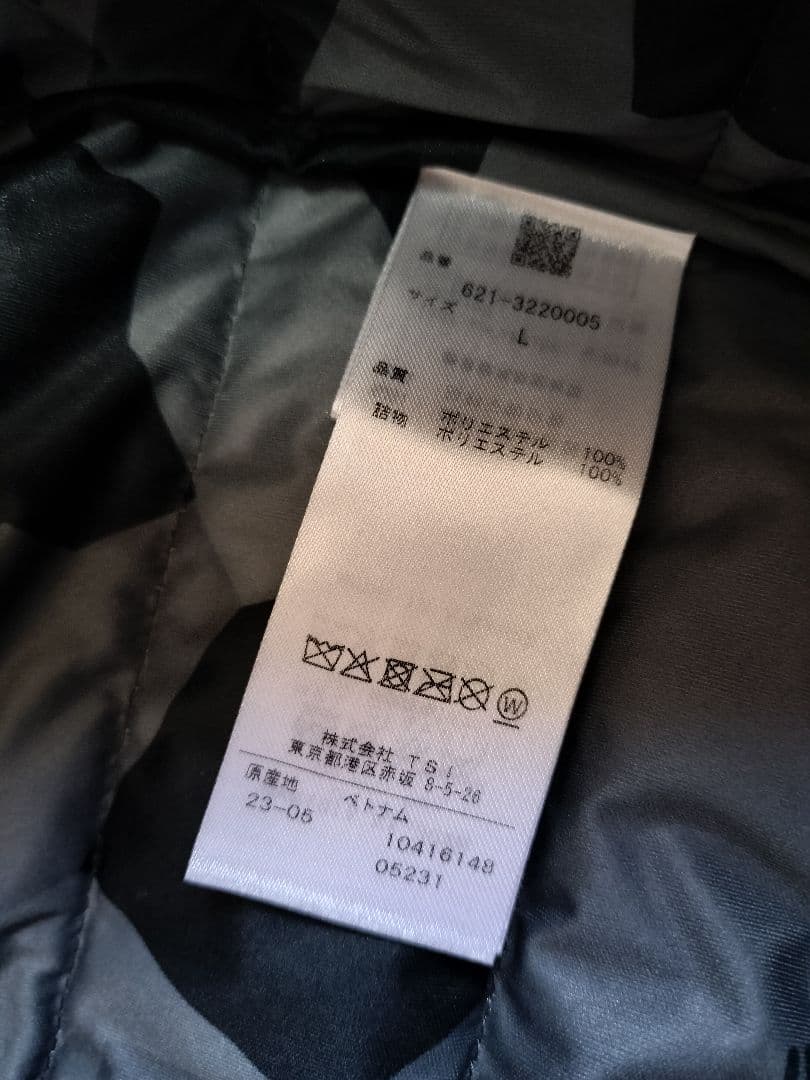 品番
621-3220005
サイズ L
品質
詰物 ポリエステル 100%
ポリエステル 100%
W
株式会社 TSI
東京都港区赤坂 8-5-26
原産地 ベトナム
23-05 10416148
05231